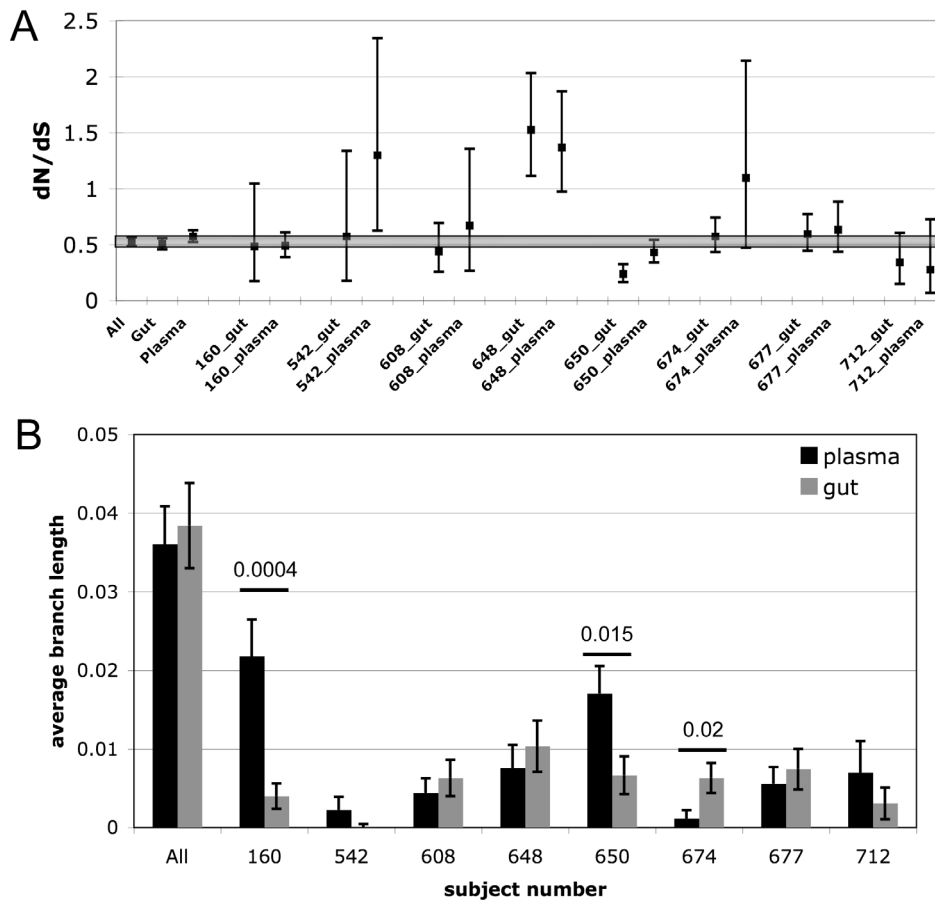 A
2.5
2
1.5
1
0.5
0
dN/dS
All
Gut
Plasma
160_gut
160_plasma
542_gut
542_plasma
608_gut
608_plasma
648_gut
648_plasma
650_gut
650_plasma
674_gut
674_plasma
677_gut
677_plasma
712_gut
712_plasma
B
0.05
0.04
0.03
0.02
0.01
0
average branch length
plasma
gut
0.0004
0.015
0.02
All 160 542 608 648 650 674 677 712
subject number